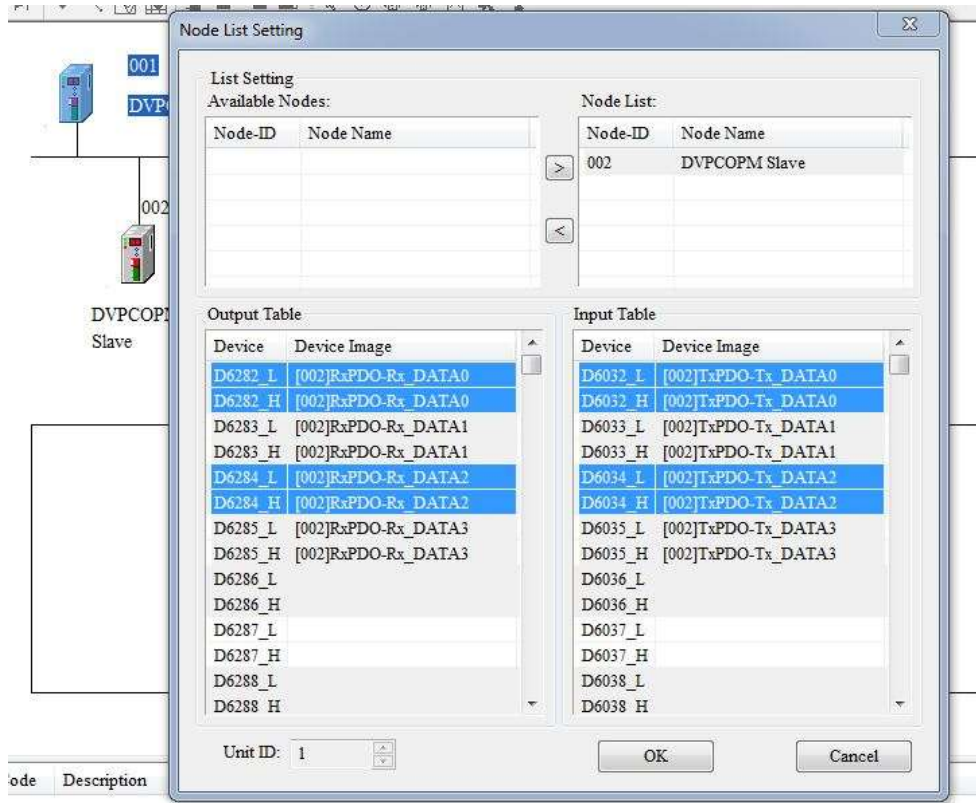 Node List Setting
001
DVP
002
DVPCOPM
Slave
List Setting
Available Nodes:
Node-ID Node Name
Node List:
Node-ID Node Name
002 DVPCOPM Slave
>
<
Output Table
Device Device Image
D6282_L [002]RxPDO-Rx_DATA0
D6282_H [002]RxPDO-Rx_DATA0
D6283_L [002]RxPDO-Rx_DATA1
D6283_H [002]RxPDO-Rx_DATA1
D6284_L [002]RxPDO-Rx_DATA2
D6284_H [002]RxPDO-Rx_DATA2
D6285_L [002]RxPDO-Rx_DATA3
D6285_H [002]RxPDO-Rx_DATA3
D6286_L
D6286_H
D6287_L
D6287_H
D6288_L
D6288_H
Input Table
Device Device Image
D6032_L [002]TxPDO-Tx_DATA0
D6032_H [002]TxPDO-Tx_DATA0
D6033_L [002]TxPDO-Tx_DATA1
D6033_H [002]TxPDO-Tx_DATA1
D6034_L [002]TxPDO-Tx_DATA2
D6034_H [002]TxPDO-Tx_DATA2
D6035_L [002]TxPDO-Tx_DATA3
D6035_H [002]TxPDO-Tx_DATA3
D6036_L
D6036_H
D6037_L
D6037_H
D6038_L
D6038_H
Unit ID: 1
OK
Cancel
ode Description